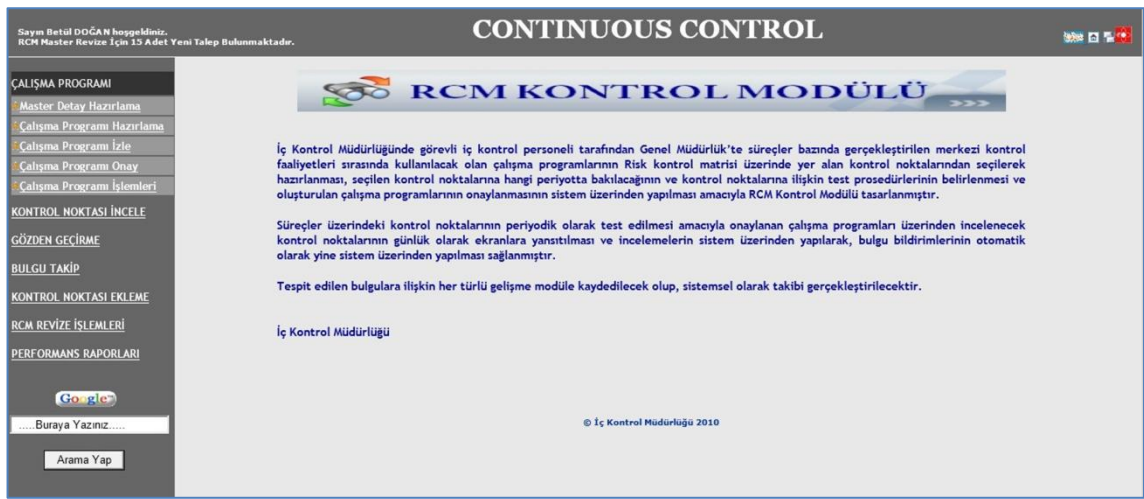 Sayın Betül DOĞAN hoşgeldiniz.
RCM Master Revize İçin 15 Adet Yeni Talep Bulunmaktadır.
CONTINUOUS CONTROL
ÇALIŞMA PROGRAMI
Master Detay Hazırlama
Çalışma Programı Hazırlama
Çalışma Programı İzle
Çalışma Programı Onay
Çalışma Programı İşlemleri
KONTROL NOKTASI İNCELE
GÖZDEN GEÇİRME
BULGU TAKİP
KONTROL NOKTASI EKLEME
RCM REVİZE İŞLEMLERİ
PERFORMANS RAPORLARI
Google
.....Buraya Yazınız.....
Arama Yap
RCM KONTROL MODÜLÜ >>>
İç Kontrol Müdürlüğünde görevli iç kontrol personeli tarafından Genel Müdürlük'te süreçler bazında gerçekleştirilen merkezi kontrol
faaliyetleri sırasında kullanılacak olan çalışma programlarının Risk kontrol matrisi üzerinde yer alan kontrol noktalarından seçilerek
hazırlanması, seçilen kontrol noktalarına hangi periyotta bakılacağının ve kontrol noktalarına ilişkin test prosedürlerinin belirlenmesi ve
oluşturulan çalışma programlarının onaylanmasının sistem üzerinden yapılması amacıyla RCM Kontrol Modülü tasarlanmıştır.
Süreçler üzerindeki kontrol noktalarının periyodik olarak test edilmesi amacıyla onaylanan çalışma programları üzerinden incelenecek
kontrol noktalarının günlük olarak ekranlara yansıtılması ve incelemelerin sistem üzerinden yapılarak, bulgu bildirimlerinin otomatik
olarak yine sistem üzerinden yapılması sağlanmıştır.
Tespit edilen bulgulara ilişkin her türlü gelişme modüle kaydedilecek olup, sistemsel olarak takibi gerçekleştirilecektir.
İç Kontrol Müdürlüğü
© İç Kontrol Müdürlüğü 2010